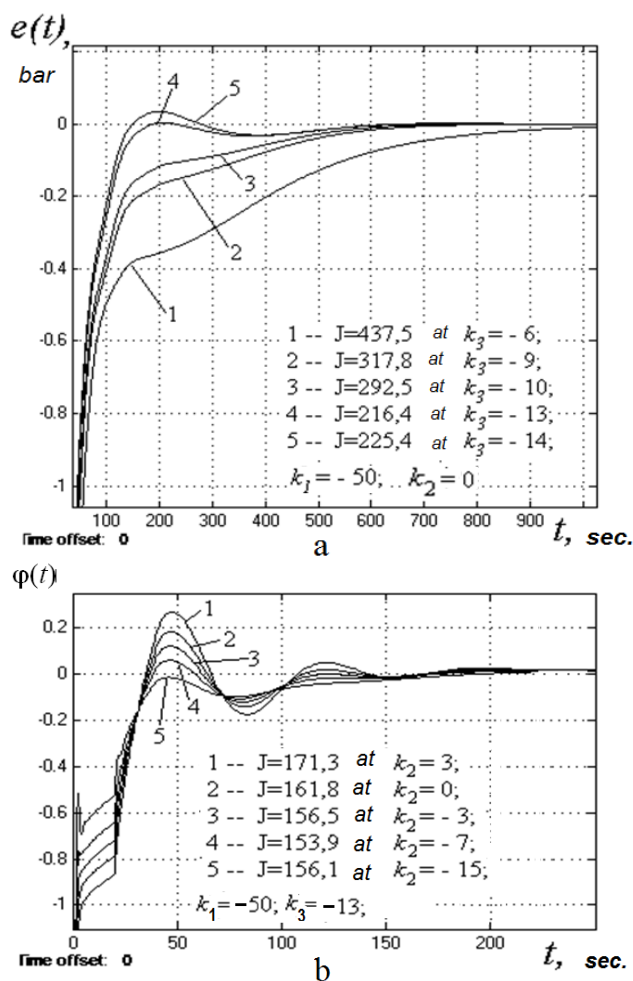 e(t),
bar
4
5
0
3
-0.2
2
-0.4
1
1 -- J=437,5 at k3= - 6;
-0.6
2 -- J=317,8 at k3= - 9;
3 -- J=292,5 at k3= - 10;
-0.8
4 -- J=216,4 at k3= - 13;
5 -- J=225,4 at k3= - 14;
-1
k1= - 50; k2= 0
100 200 300 400 500 600 700 800 900
t, sec.
Time offset: 0
a
φ(t)
0.2
1
2
3
0
4
5
-0.2
-0.4
1 -- J=171,3 at k2= 3;
2 -- J=161,8 at k2= 0;
-0.6
3 -- J=156,5 at k2= - 3;
4 -- J=153,9 at k2= - 7;
-0.8
5 -- J=156,1 at k2= - 15;
-1
k1= -50; k3= -13;
0 50 100 150 200
t, sec.
Time offset: 0
b